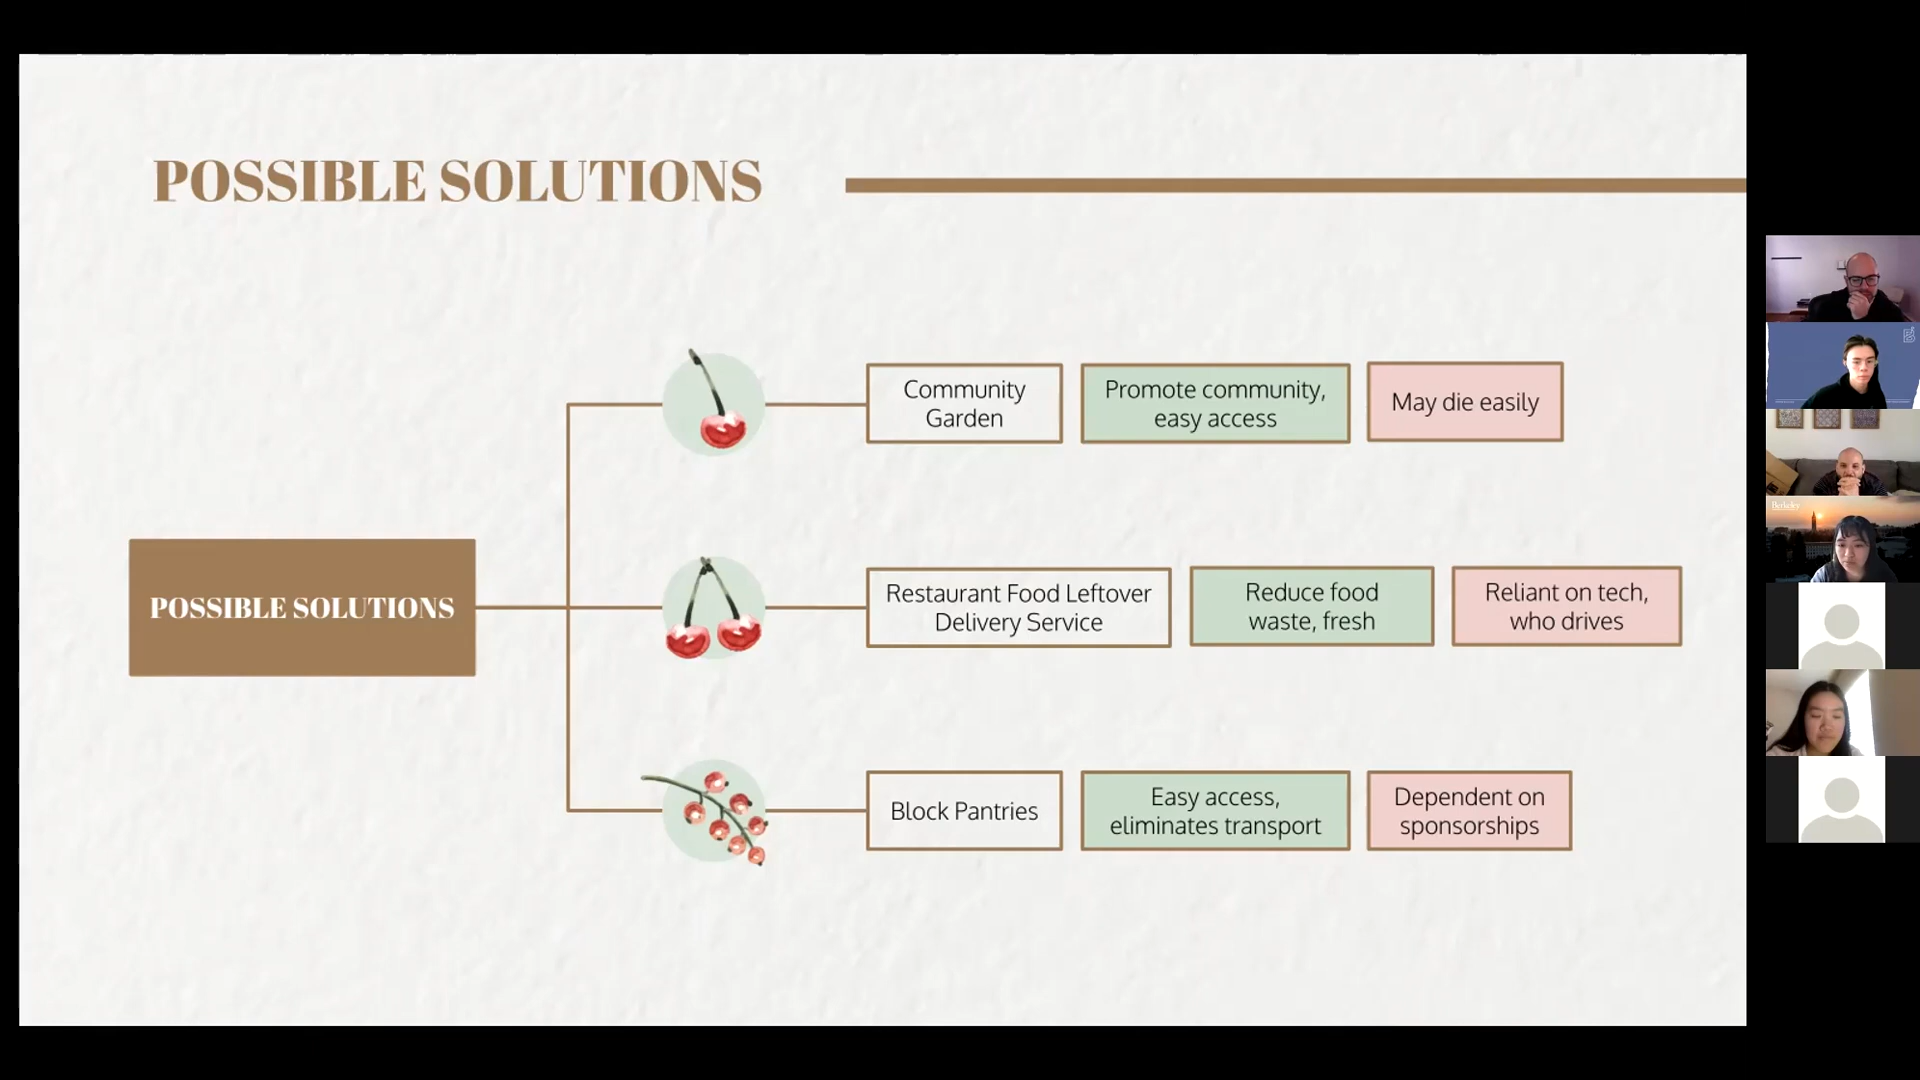 POSSIBLE SOLUTIONS
Community
Garden
Promote community,
easy access
May die easily
POSSIBLE SOLUTIONS
Restaurant Food Leftover
Delivery Service
Reduce food
waste, fresh
Reliant on tech,
who drives
Block Pantries
Easy access,
eliminates transport
Dependent on
sponsorships
Berkeley